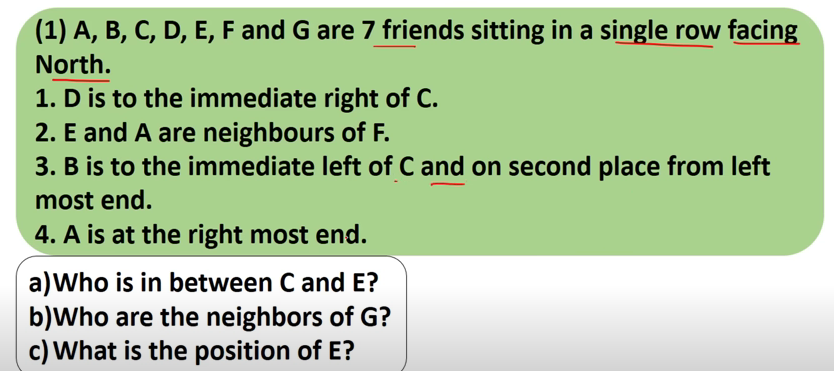 (1) A, B, C, D, E, F and G are 7 friends sitting in a single row facing
North.
1. D is to the immediate right of C.
2. E and A are neighbours of F.
3. B is to the immediate left of C and on second place from left
most end.
4. A is at the right most end.
a)Who is in between C and E?
b)Who are the neighbors of G?
c)What is the position of E?